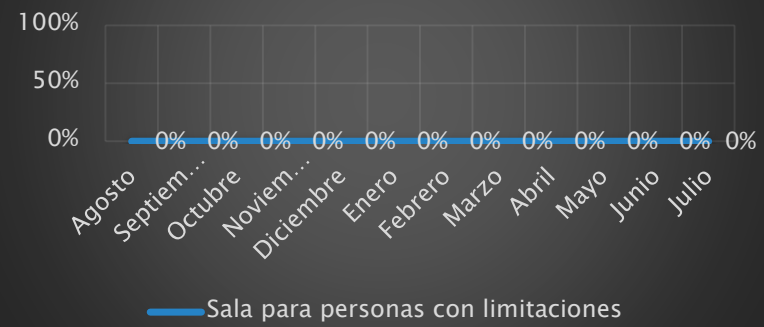 100%
50%
0%
0% 0% 0% 0% 0% 0% 0% 0% 0% 0% 0% 0%
Agosto
Septiem...
Octubre
Noviem...
Diciembre
Enero
Febrero
Marzo
Abril
Mayo
Junio
Julio
Sala para personas con limitaciones